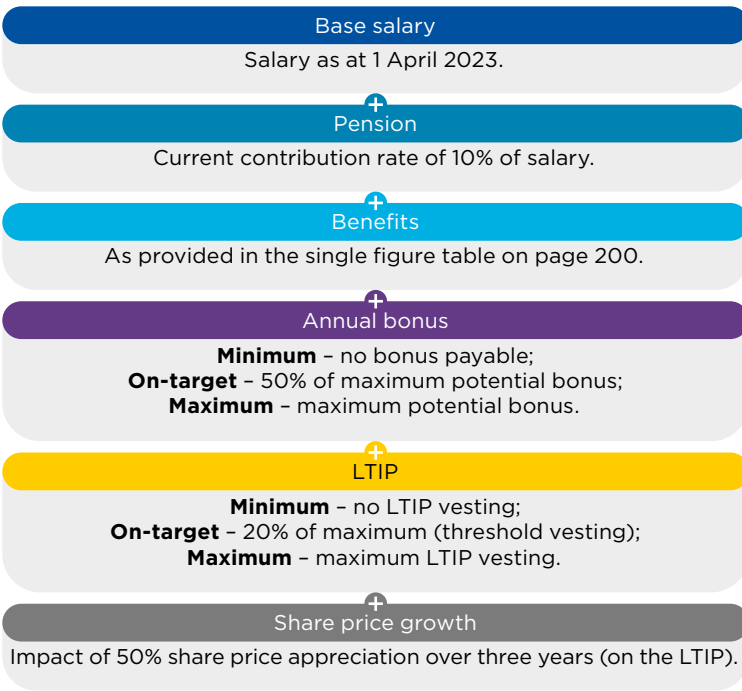 Base salary
Salary as at 1 April 2023.
+
Pension
Current contribution rate of 10% of salary.
+
Benefits
As provided in the single figure table on page 200.
+
Annual bonus
Minimum – no bonus payable;
On-target – 50% of maximum potential bonus;
Maximum – maximum potential bonus.
+
LTIP
Minimum – no LTIP vesting;
On-target – 20% of maximum (threshold vesting);
Maximum – maximum LTIP vesting.
+
Share price growth
Impact of 50% share price appreciation over three years (on the LTIP).